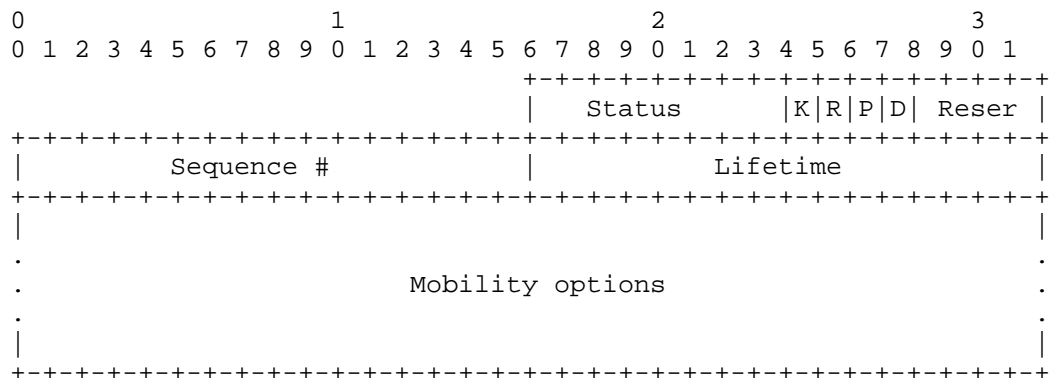 0                   1                   2                   3
0 1 2 3 4 5 6 7 8 9 0 1 2 3 4 5 6 7 8 9 0 1 2 3 4 5 6 7 8 9 0 1
                                +-+-+-+-+-+-+-+-+-+-+-+-+-+-+-+-+
                                |   Status      |K|R|P|D| Reser |
+-+-+-+-+-+-+-+-+-+-+-+-+-+-+-+-+-+-+-+-+-+-+-+-+-+-+-+-+-+-+-+-+
|         Sequence #            |           Lifetime            |
+-+-+-+-+-+-+-+-+-+-+-+-+-+-+-+-+-+-+-+-+-+-+-+-+-+-+-+-+-+-+-+-+
|                                                               |
.                                                               .
.                        Mobility options                       .
.                                                               .
|                                                               |
+-+-+-+-+-+-+-+-+-+-+-+-+-+-+-+-+-+-+-+-+-+-+-+-+-+-+-+-+-+-+-+-+